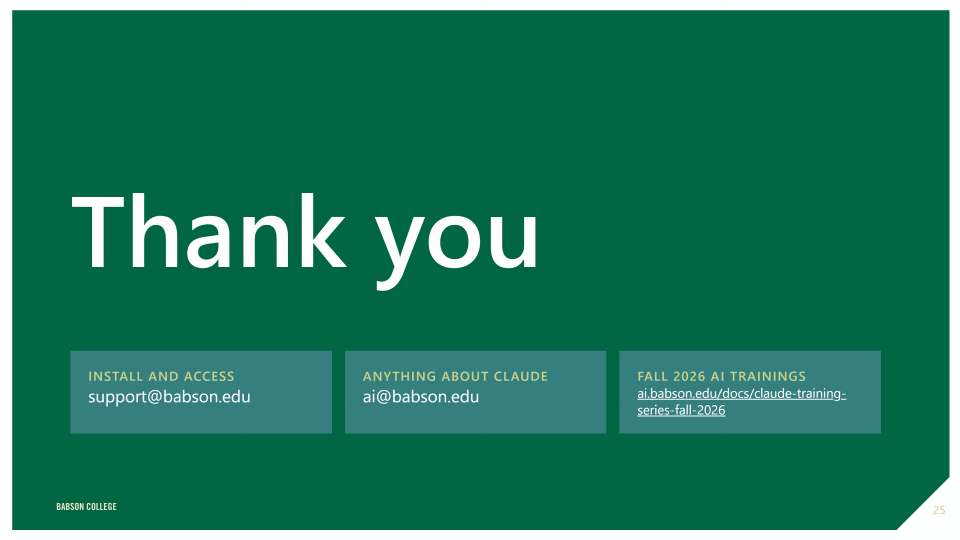 Thank you
INSTALL AND ACCESS
support@babson.edu
ANYTHING ABOUT CLAUDE
ai@babson.edu
FALL 2026 AI TRAININGS
ai.babson.edu/docs/claude-training-
series-fall-2026
BABSON COLLEGE
25